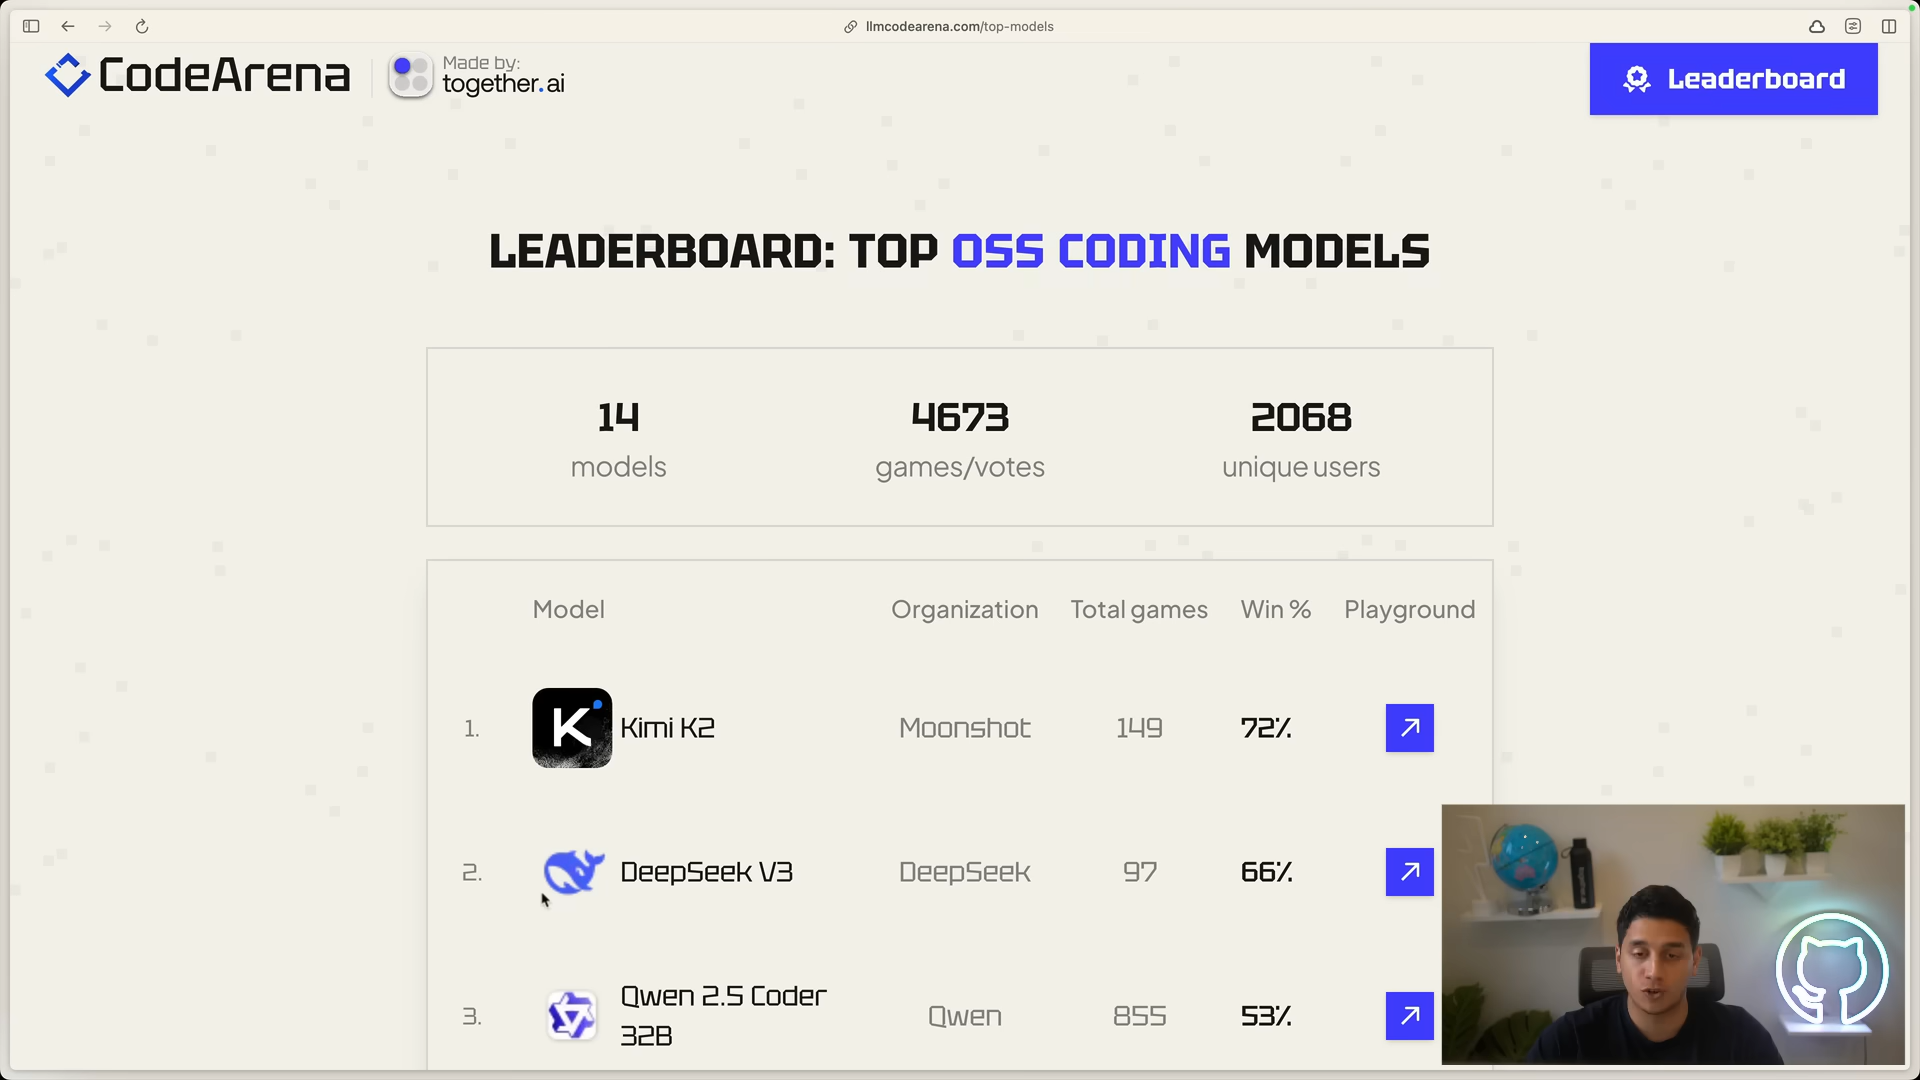 llmcodearena.com/top-models
CodeArena
Made by:
together.ai
Leaderboard
LEADERBOARD: TOP OSS CODING MODELS
14
models
4673
games/votes
2068
unique users
Model Organization Total games Win % Playground
1. Kimi K2 Moonshot 149 72%
2. DeepSeek V3 DeepSeek 97 66%
3. Qwen 2.5 Coder 32B Qwen 855 53%